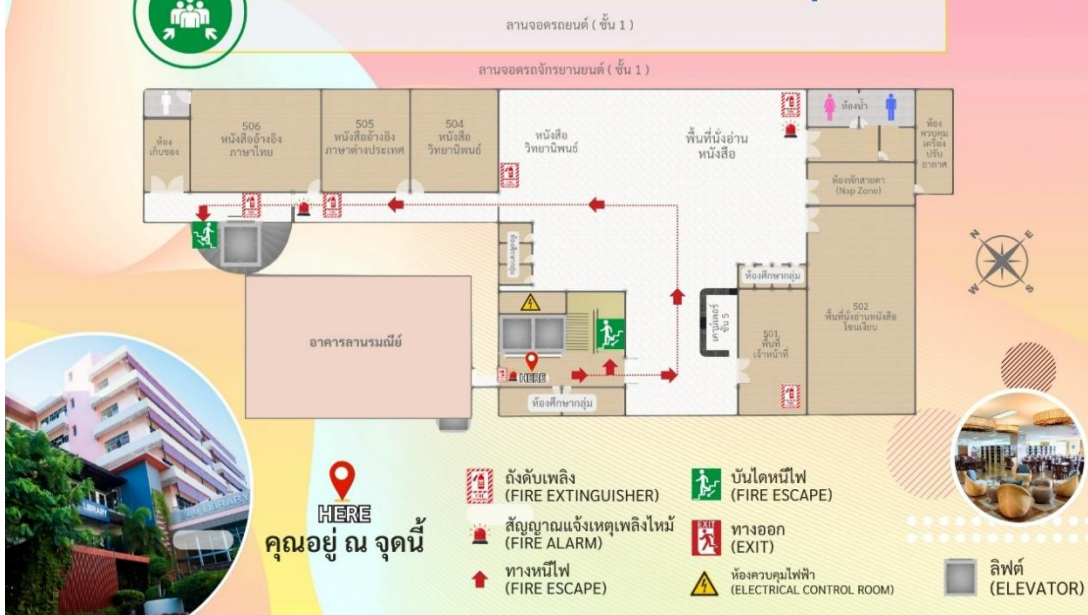 ลานจอดรถยนต์ ( ชั้น 1 )
ลานจอดรถจักรยานยนต์ ( ชั้น 1 )
ห้อง
เก็บของ
506
หนังสืออ้างอิง
ภาษาไทย
505
หนังสืออ้างอิง
ภาษาต่างประเทศ
504
หนังสือ
วิทยานิพนธ์
หนังสือ
วิทยานิพนธ์
พื้นที่นั่งอ่าน
หนังสือ
ห้องน้ำ
ห้อง
ควบคุม
เครื่อง
ปรับ
อากาศ
ห้องพักสายตา
(Nap Zone)
ห้องศึกษากลุ่ม
ห้องศึกษากลุ่ม
เคาน์เตอร์
ชั้น 5
501
พื้นที่
เจ้าหน้าที่
502
พื้นที่นั่งอ่านหนังสือ
โซนเงียบ
N
E
W
S
อาคารลานรมณีย์
HERE
ห้องศึกษากลุ่ม
LIBRARY
LIBRARY
HERE
คุณอยู่ ณ จุดนี้
ถังดับเพลิง
(FIRE EXTINGUISHER)
สัญญาณแจ้งเหตุเพลิงไหม้
(FIRE ALARM)
ทางหนีไฟ
(FIRE ESCAPE)
บันไดหนีไฟ
(FIRE ESCAPE)
EXIT
ทางออก
(EXIT)
ห้องควบคุมไฟฟ้า
(ELECTRICAL CONTROL ROOM)
ลิฟต์
(ELEVATOR)